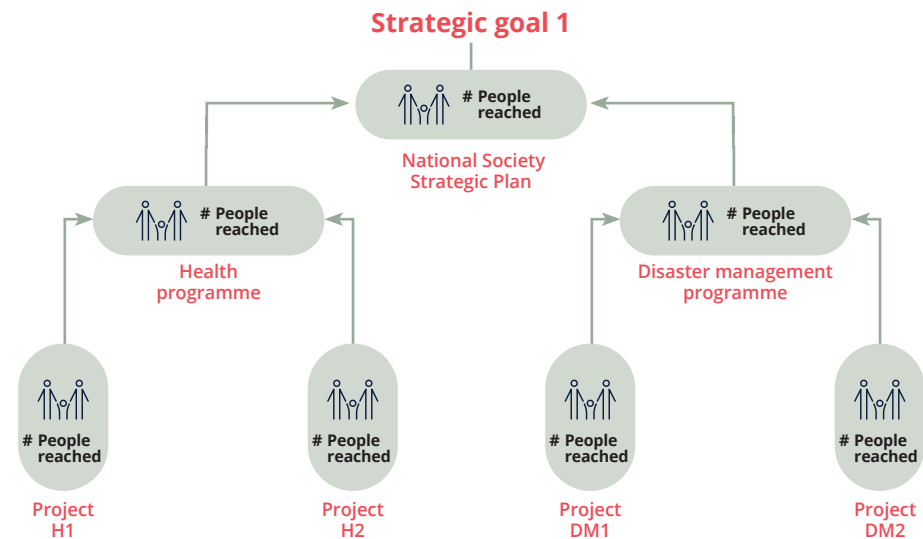 Strategic goal 1
# People
reached
National Society
Strategic Plan
# People
reached
Health
programme
# People
reached
Disaster management
programme
# People
reached
Project
H1
# People
reached
Project
H2
# People
reached
Project
DM1
# People
reached
Project
DM2